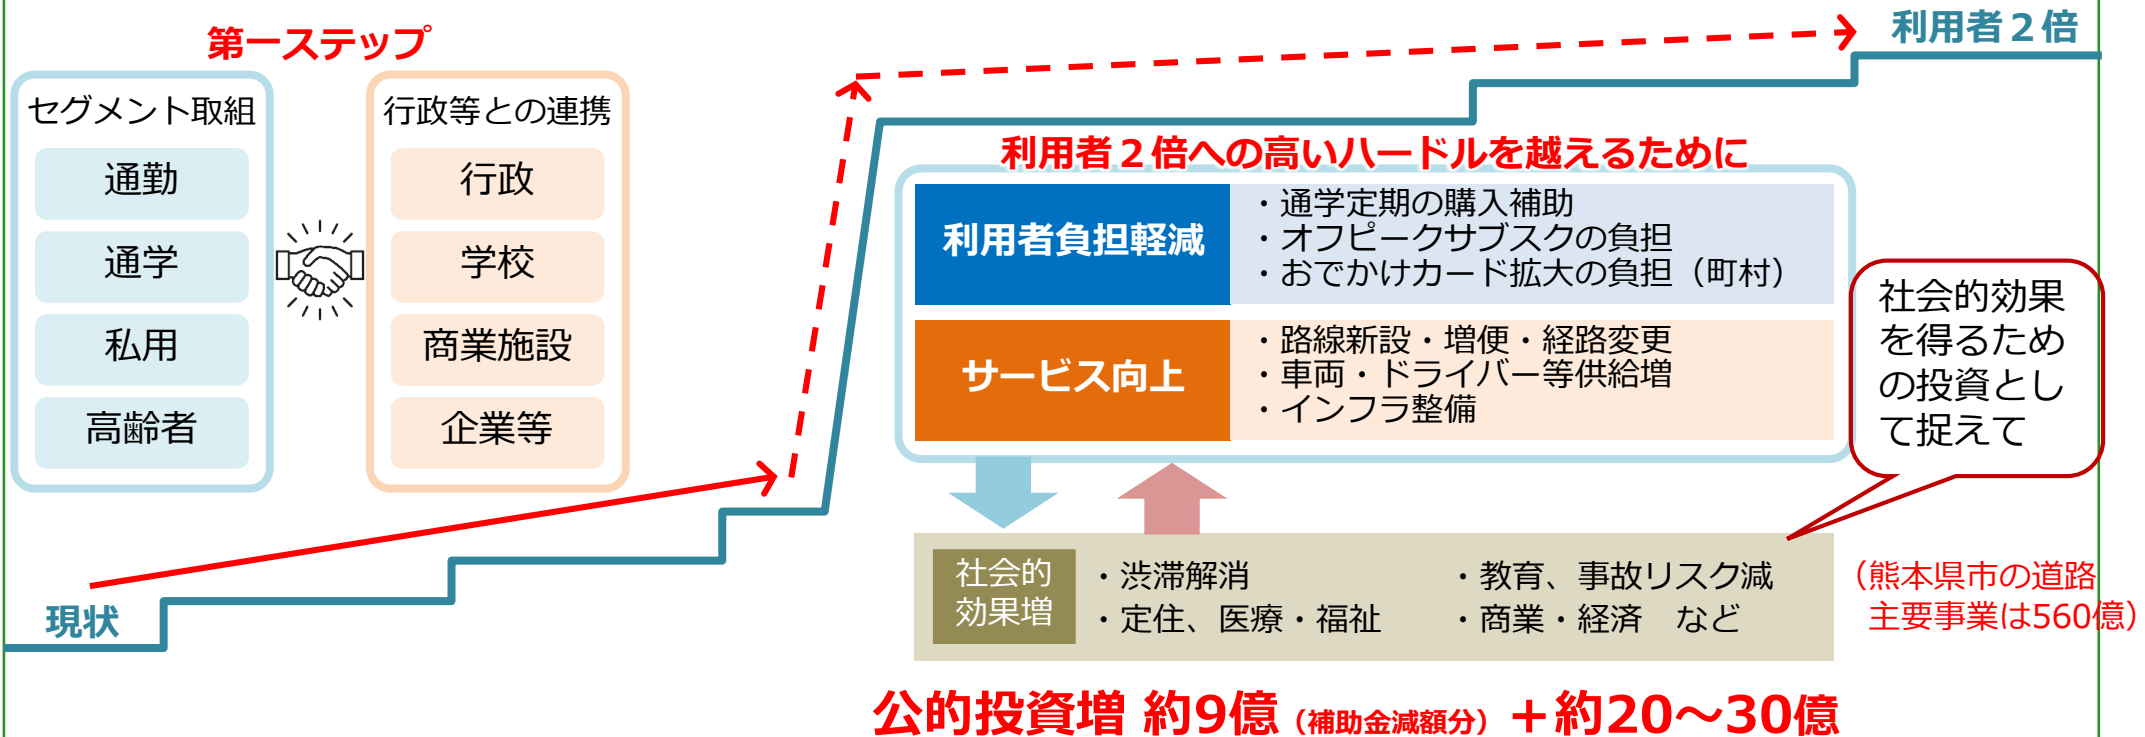 第一ステップ
セグメント取組
通勤
通学
私用
高齢者
行政等との連携
行政
学校
商業施設
企業等
現状
利用者２倍
利用者２倍への高いハードルを越えるために
利用者負担軽減
・通学定期の購入補助
・オフピークサブスクの負担
・おでかけカード拡大の負担（町村）
サービス向上
・路線新設・増便・経路変更
・車両・ドライバー等供給増
・インフラ整備
社会的効果
を得るため
の投資とし
て捉えて
社会的
効果増
・渋滞解消
・定住、医療・福祉
・教育、事故リスク減
・商業・経済　など
（熊本県市の道路
主要事業は560億）
公的投資増 約9億（補助金減額分）＋約20～30億